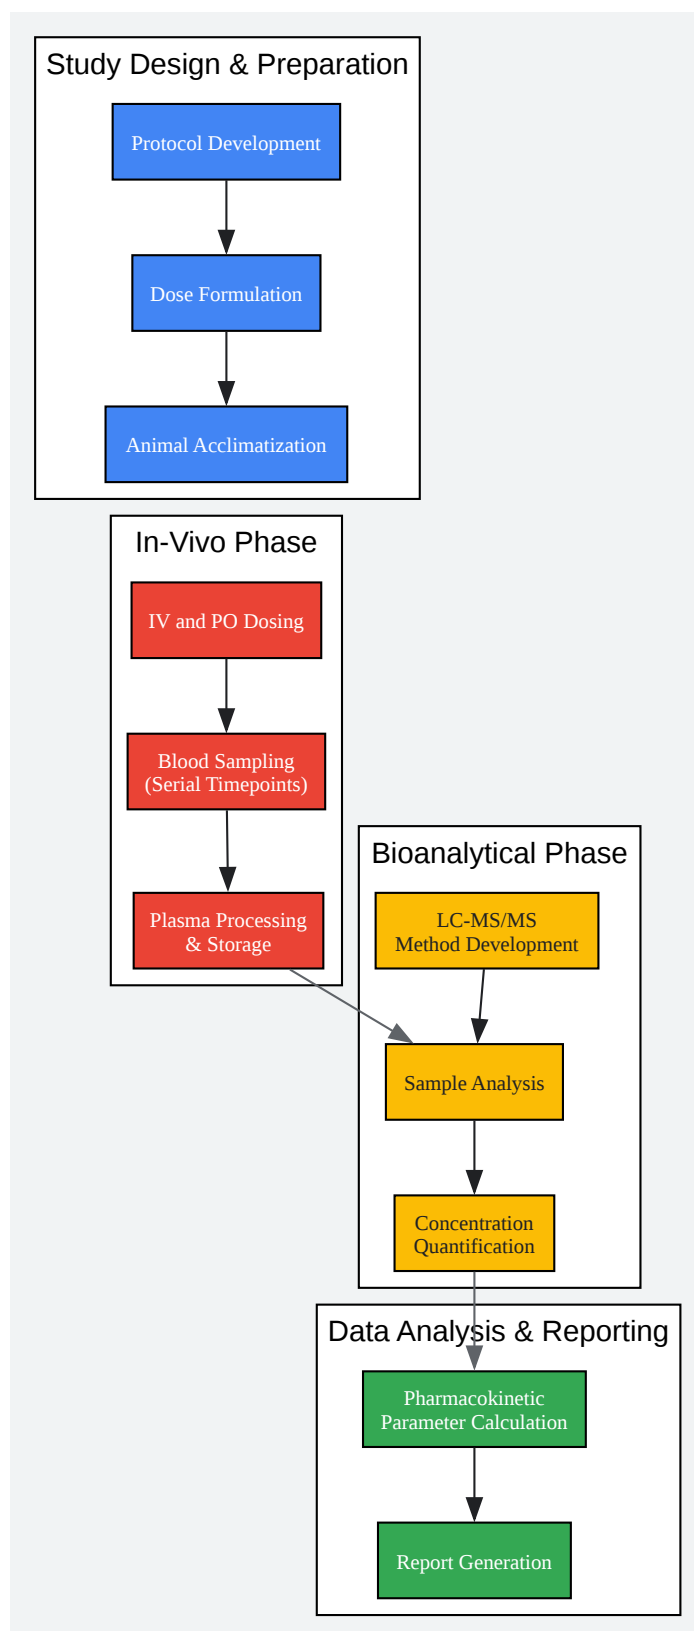 Study Design & Preparation
Protocol Development
Dose Formulation
Animal Acclimatization
In-Vivo Phase
IV and PO Dosing
Blood Sampling
(Serial Timepoints)
Plasma Processing
& Storage
Bioanalytical Phase
LC-MS/MS
Method Development
Sample Analysis
Concentration
Quantification
Data Analysis & Reporting
Pharmacokinetic
Parameter Calculation
Report Generation